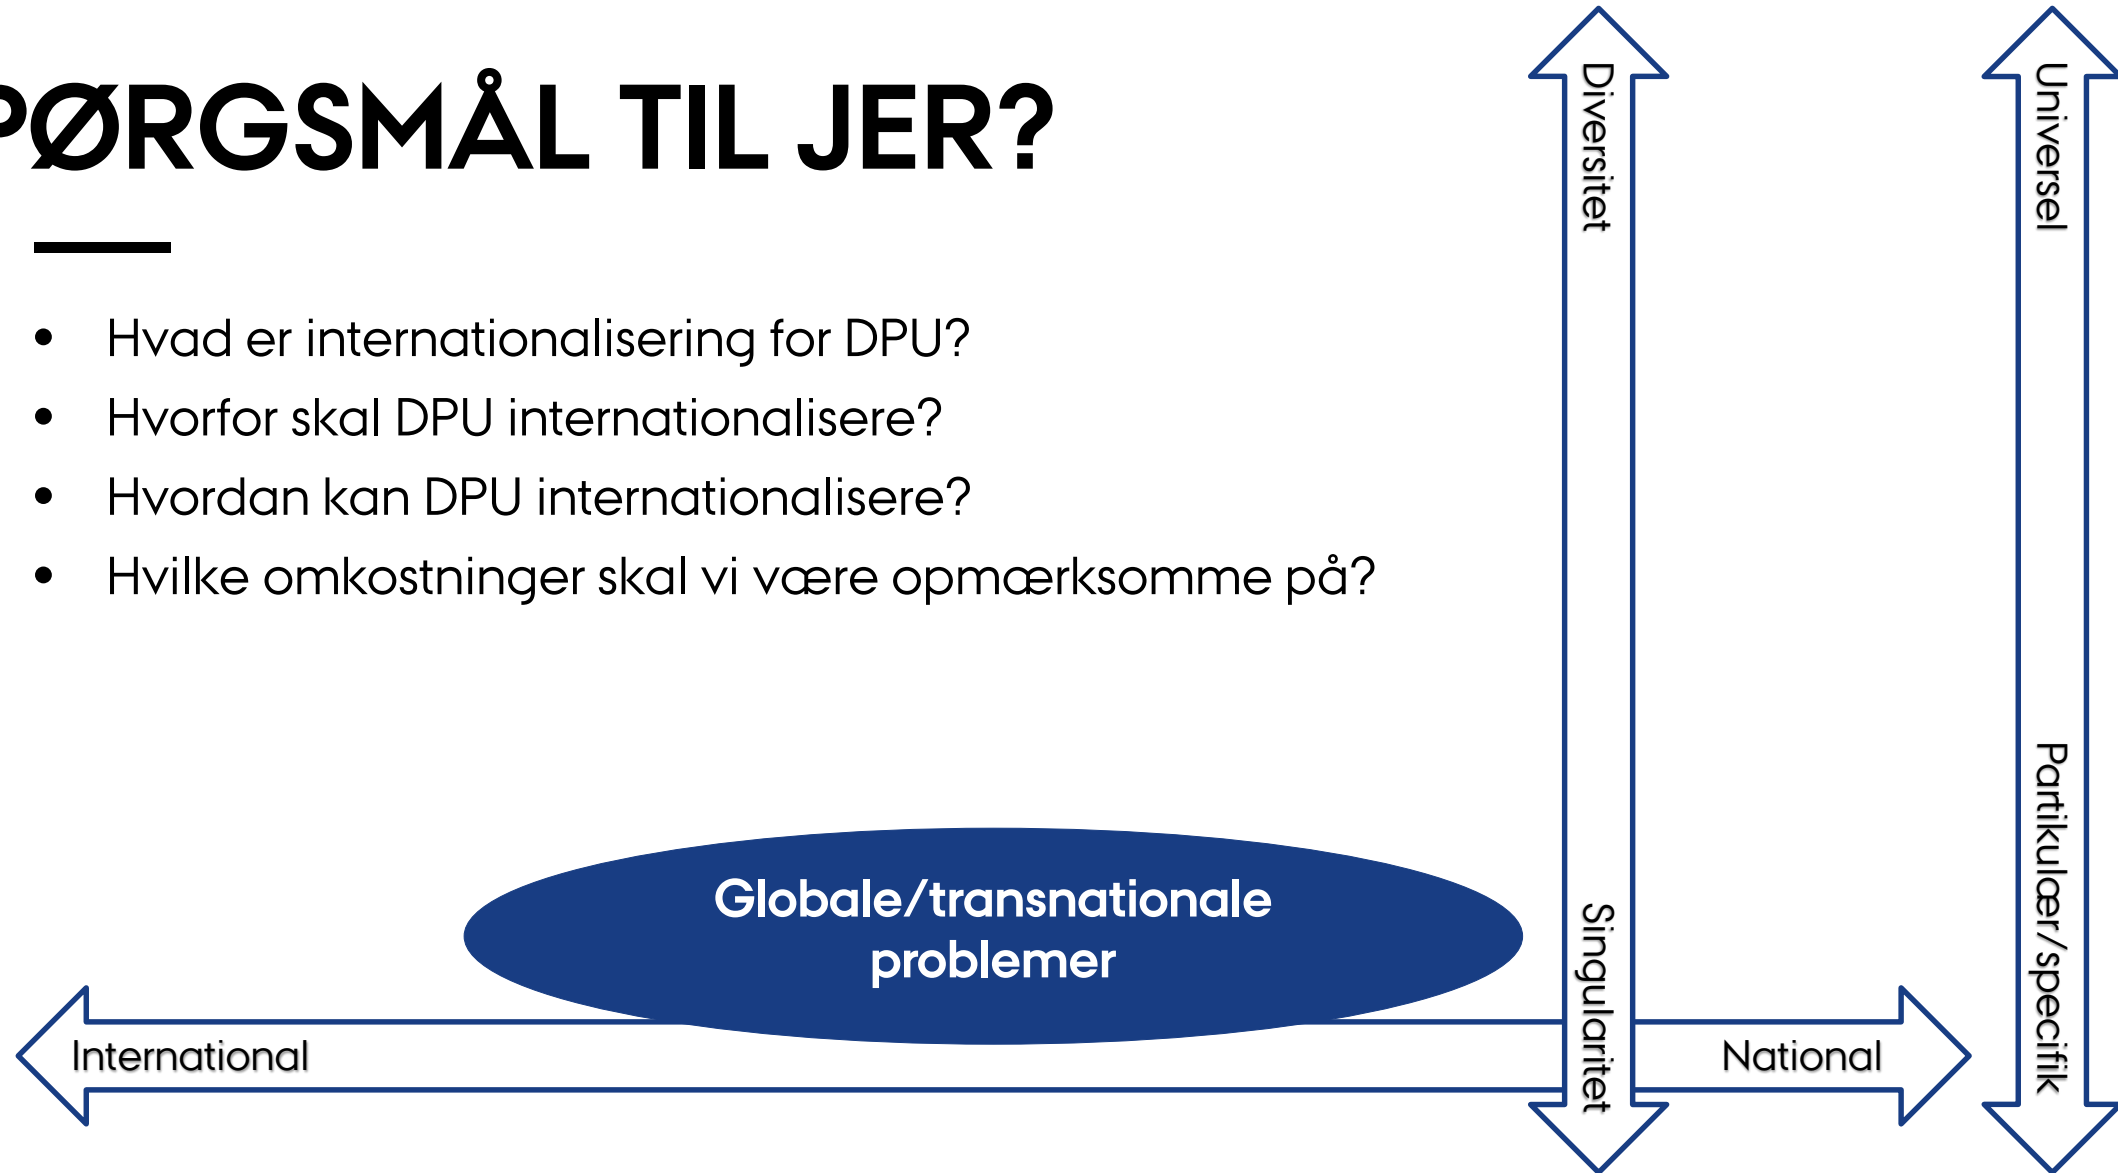 PØRGSMÅL TIL JER?
• Hvad er internationalisering for DPU?
• Hvorfor skal DPU internationalisere?
• Hvordan kan DPU internationalisere?
• Hvilke omkostninger skal vi være opmærksomme på?
Diversitet
Singularitet
Universel
Partikulær/specifik
Globale/transnationale
problemer
International
National